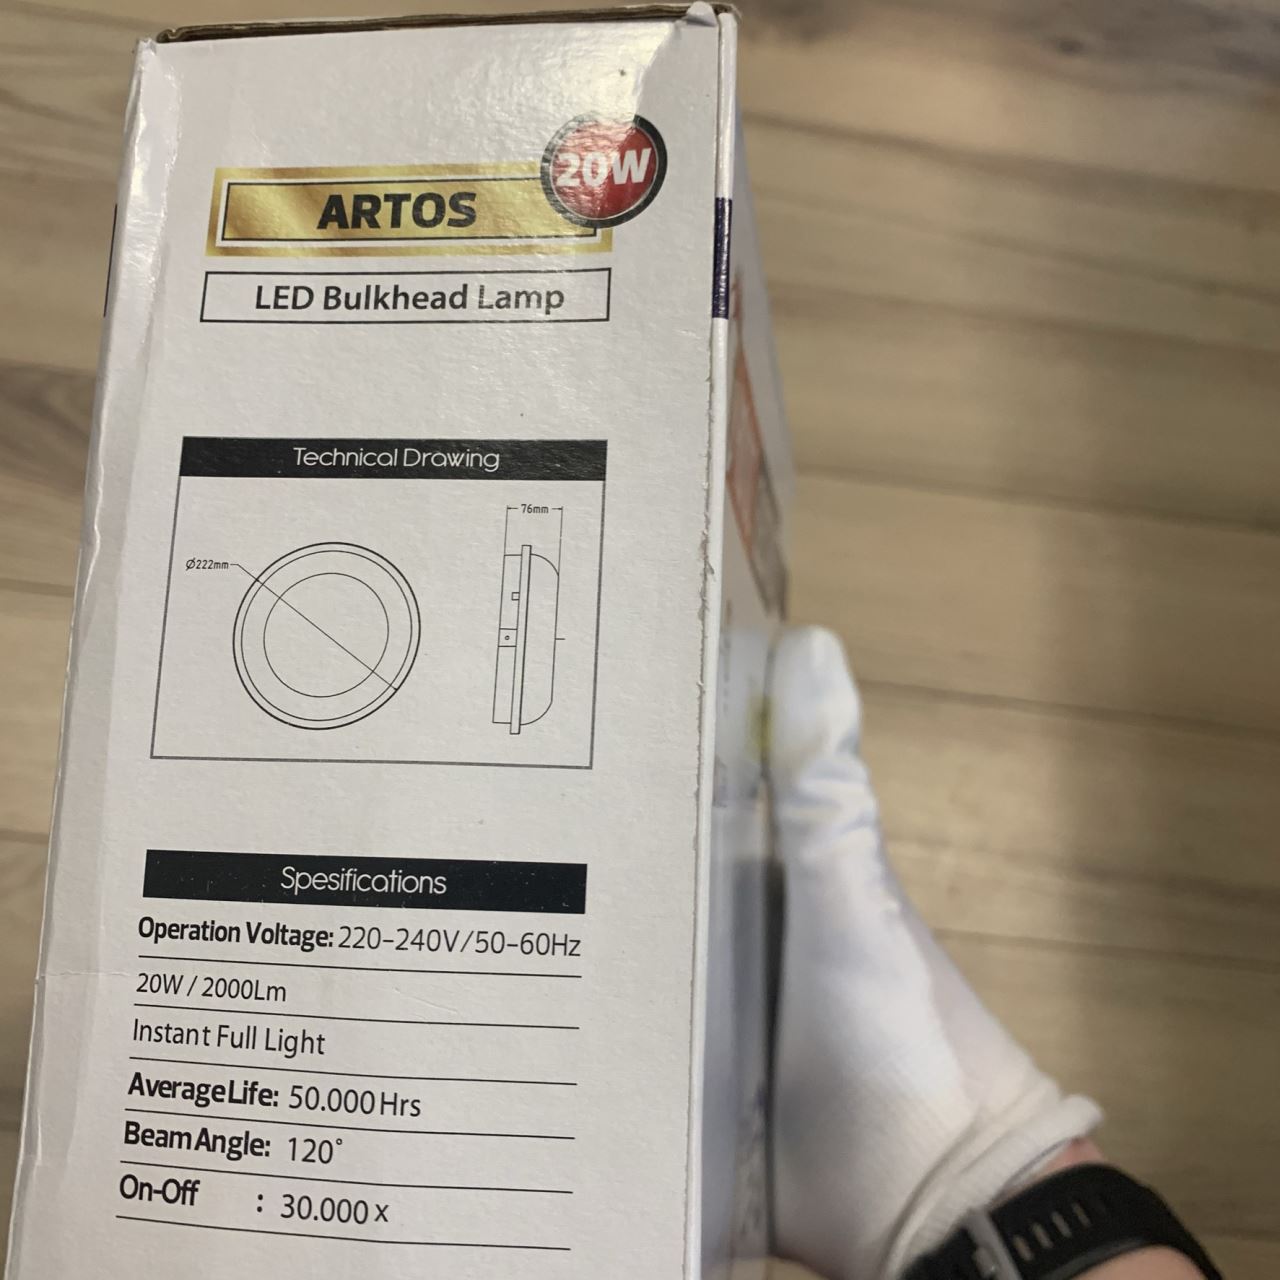 20W
ARTOS
LED Bulkhead Lamp
Technical Drawing
76mm
Ø222mm
Spesifications
Operation Voltage: 220-240V/50-60Hz
20W / 2000Lm
Instant Full Light
Average Life: 50.000 Hrs
Beam Angle: 120°
On-Off : 30.000 x